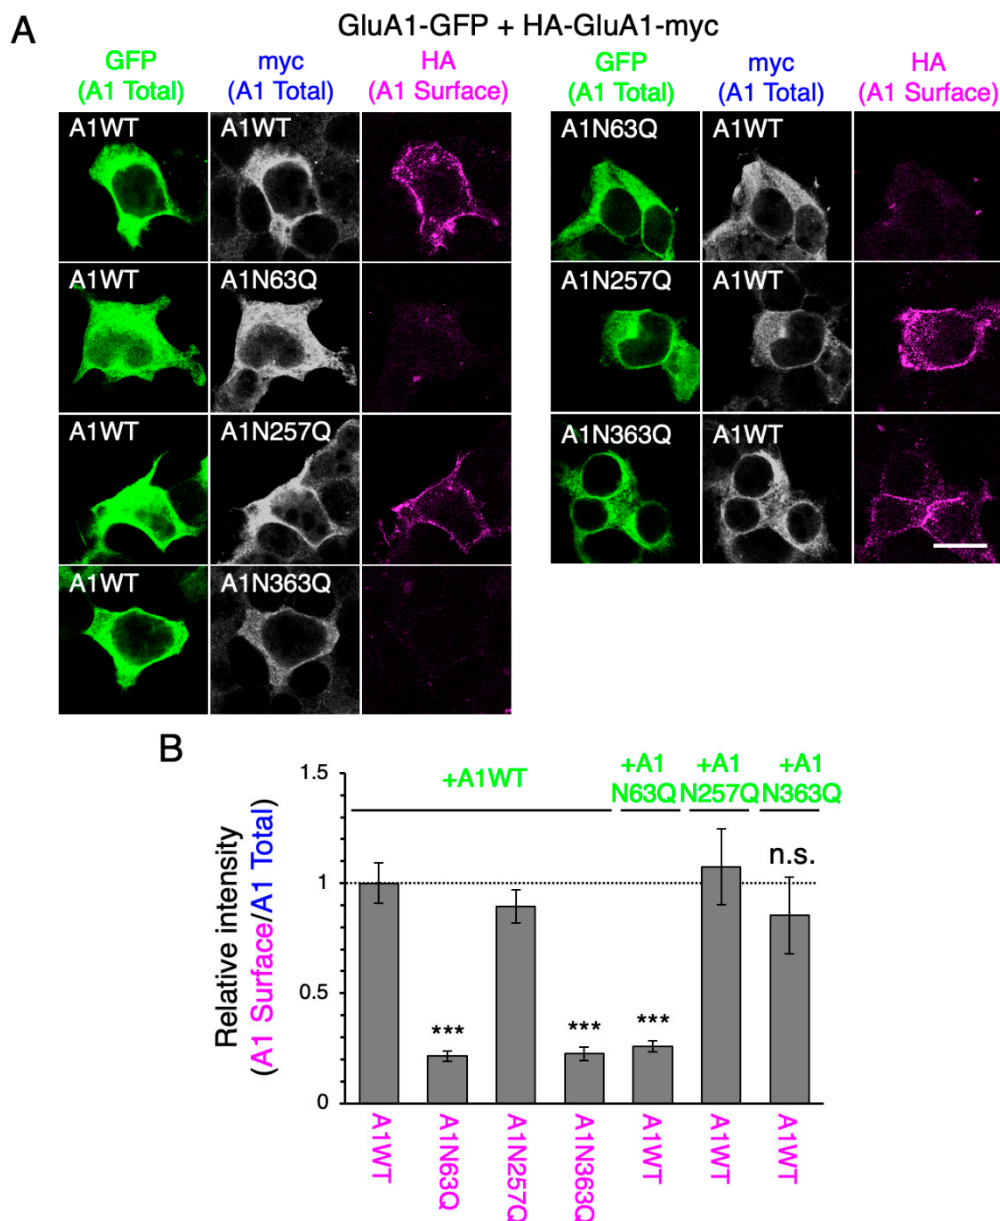 A
GluA1-GFP + HA-GluA1-myc
GFP
(A1 Total)
myc
(A1 Total)
HA
(A1 Surface)
GFP
(A1 Total)
myc
(A1 Total)
HA
(A1 Surface)
A1WT
A1WT
A1N63Q
A1WT
A1WT
A1N63Q
A1N257Q
A1WT
A1WT
A1N257Q
A1N363Q
A1WT
A1WT
A1N363Q
B
Relative intensity
(A1 Surface/A1 Total)
1.5
1
0.5
0
+A1WT
+A1
N63Q
+A1
N257Q
+A1
N363Q
***
***
***
n.s.
A1WT
A1N63Q
A1N257Q
A1N363Q
A1WT
A1WT
A1WT